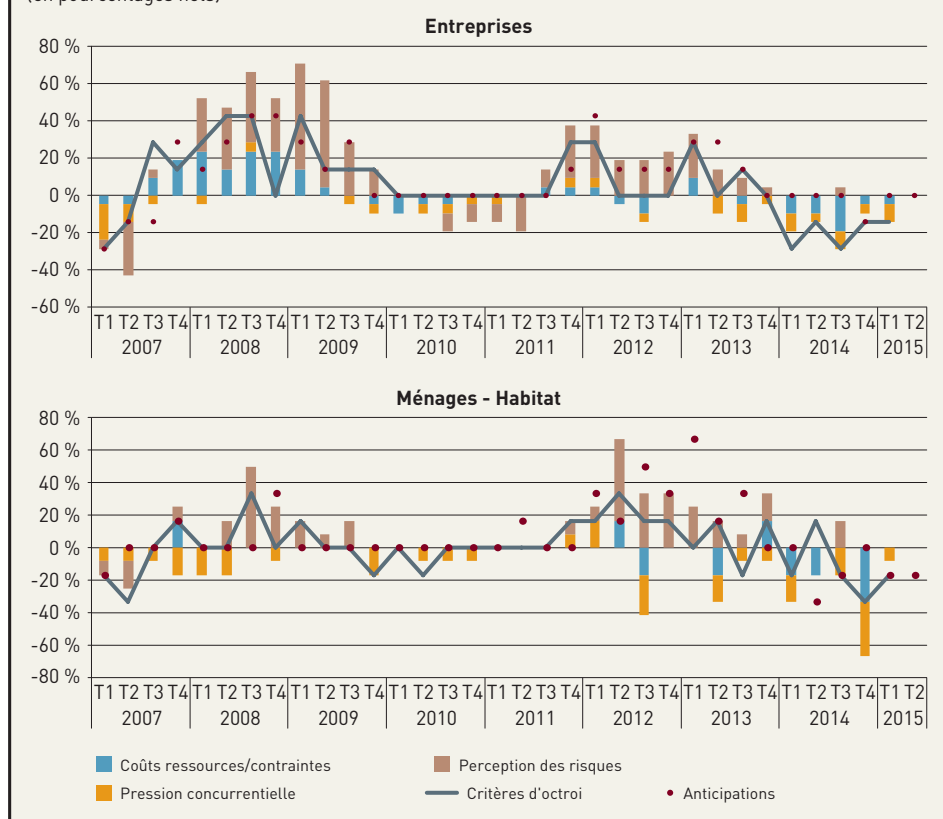 (en pourcentages nets)
Entreprises
80 %
60 %
40 %
20 %
0 %
-20 %
-40 %
-60 %
T1 T2 T3 T4 T1 T2 T3 T4 T1 T2 T3 T4 T1 T2 T3 T4 T1 T2 T3 T4 T1 T2 T3 T4 T1 T2 T3 T4 T1 T2 T3 T4 T1 T2
2007 2008 2009 2010 2011 2012 2013 2014 2015
Ménages - Habitat
80 %
60 %
40 %
20 %
0 %
-20 %
-40 %
-60 %
-80 %
T1 T2 T3 T4 T1 T2 T3 T4 T1 T2 T3 T4 T1 T2 T3 T4 T1 T2 T3 T4 T1 T2 T3 T4 T1 T2 T3 T4 T1 T2 T3 T4 T1 T2
2007 2008 2009 2010 2011 2012 2013 2014 2015
Coûts ressources/contraintes Perception des risques
Pression concurrentielle Critères d'octroi Anticipations